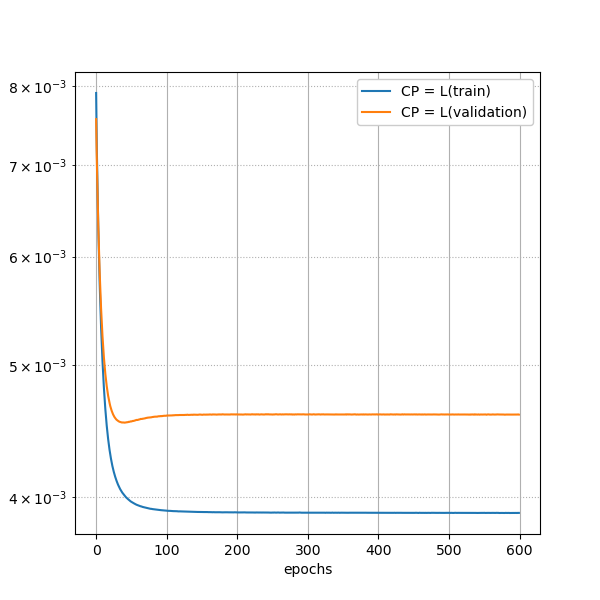 CP = L(train)
CP = L(validation)
8 × 10⁻³
7 × 10⁻³
6 × 10⁻³
5 × 10⁻³
4 × 10⁻³
0 100 200 300 400 500 600
epochs